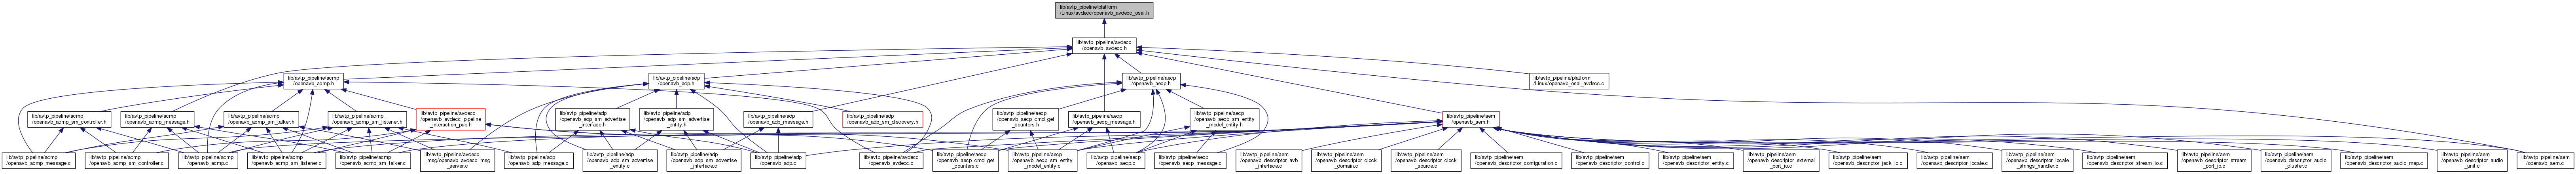 lib/avtp_pipeline/platform
/Linux/avdecc/openavb_avdecc_osal.h
lib/avtp_pipeline/avdecc
/openavb_avdecc.h
lib/avtp_pipeline/acmp
/openavb_acmp.h
lib/avtp_pipeline/adp
/openavb_adp.h
lib/avtp_pipeline/aecp
/openavb_aecp.h
lib/avtp_pipeline/platform
/Linux/openavb_osal_avdecc.c
lib/avtp_pipeline/acmp
/openavb_acmp_sm_controller.h
lib/avtp_pipeline/acmp
/openavb_acmp_message.h
lib/avtp_pipeline/acmp
/openavb_acmp_sm_talker.h
lib/avtp_pipeline/acmp
/openavb_acmp_sm_listener.h
lib/avtp_pipeline/avdecc
/openavb_avdecc_pipeline
_interaction_pub.h
lib/avtp_pipeline/adp
/openavb_adp_sm_advertise
_interface.h
lib/avtp_pipeline/adp
/openavb_adp_sm_advertise
_entity.h
lib/avtp_pipeline/adp
/openavb_adp_message.h
lib/avtp_pipeline/adp
/openavb_adp_sm_discovery.h
lib/avtp_pipeline/aecp
/openavb_aecp_cmd_get
_counters.h
lib/avtp_pipeline/aecp
/openavb_aecp_message.h
lib/avtp_pipeline/aecp
/openavb_aecp_sm_entity
_model_entity.h
lib/avtp_pipeline/aem
/openavb_aem.h
lib/avtp_pipeline/acmp
/openavb_acmp_message.c
lib/avtp_pipeline/acmp
/openavb_acmp_sm_controller.c
lib/avtp_pipeline/acmp
/openavb_acmp.c
lib/avtp_pipeline/acmp
/openavb_acmp_sm_listener.c
lib/avtp_pipeline/acmp
/openavb_acmp_sm_talker.c
lib/avtp_pipeline/avdecc
_msg/openavb_avdecc_msg
_server.c
lib/avtp_pipeline/adp
/openavb_adp_message.c
lib/avtp_pipeline/adp
/openavb_adp_sm_advertise
_entity.c
lib/avtp_pipeline/adp
/openavb_adp_sm_advertise
_interface.c
lib/avtp_pipeline/adp
/openavb_adp.c
lib/avtp_pipeline/avdecc
/openavb_avdecc.c
lib/avtp_pipeline/aecp
/openavb_aecp_cmd_get
_counters.c
lib/avtp_pipeline/aecp
/openavb_aecp_sm_entity
_model_entity.c
lib/avtp_pipeline/aecp
/openavb_aecp.c
lib/avtp_pipeline/aecp
/openavb_aecp_message.c
lib/avtp_pipeline/aem
/openavb_descriptor_avb
_interface.c
lib/avtp_pipeline/aem
/openavb_descriptor_clock
_domain.c
lib/avtp_pipeline/aem
/openavb_descriptor_clock
_source.c
lib/avtp_pipeline/aem
/openavb_descriptor_configuration.c
lib/avtp_pipeline/aem
/openavb_descriptor_control.c
lib/avtp_pipeline/aem
/openavb_descriptor_entity.c
lib/avtp_pipeline/aem
/openavb_descriptor_external
_port_io.c
lib/avtp_pipeline/aem
/openavb_descriptor_jack_io.c
lib/avtp_pipeline/aem
/openavb_descriptor_locale.c
lib/avtp_pipeline/aem
/openavb_descriptor_locale
_strings_handler.c
lib/avtp_pipeline/aem
/openavb_descriptor_stream_io.c
lib/avtp_pipeline/aem
/openavb_descriptor_stream
_port_io.c
lib/avtp_pipeline/aem
/openavb_descriptor_audio
_cluster.c
lib/avtp_pipeline/aem
/openavb_descriptor_audio_map.c
lib/avtp_pipeline/aem
/openavb_descriptor_audio
_unit.c
lib/avtp_pipeline/aem
/openavb_aem.c